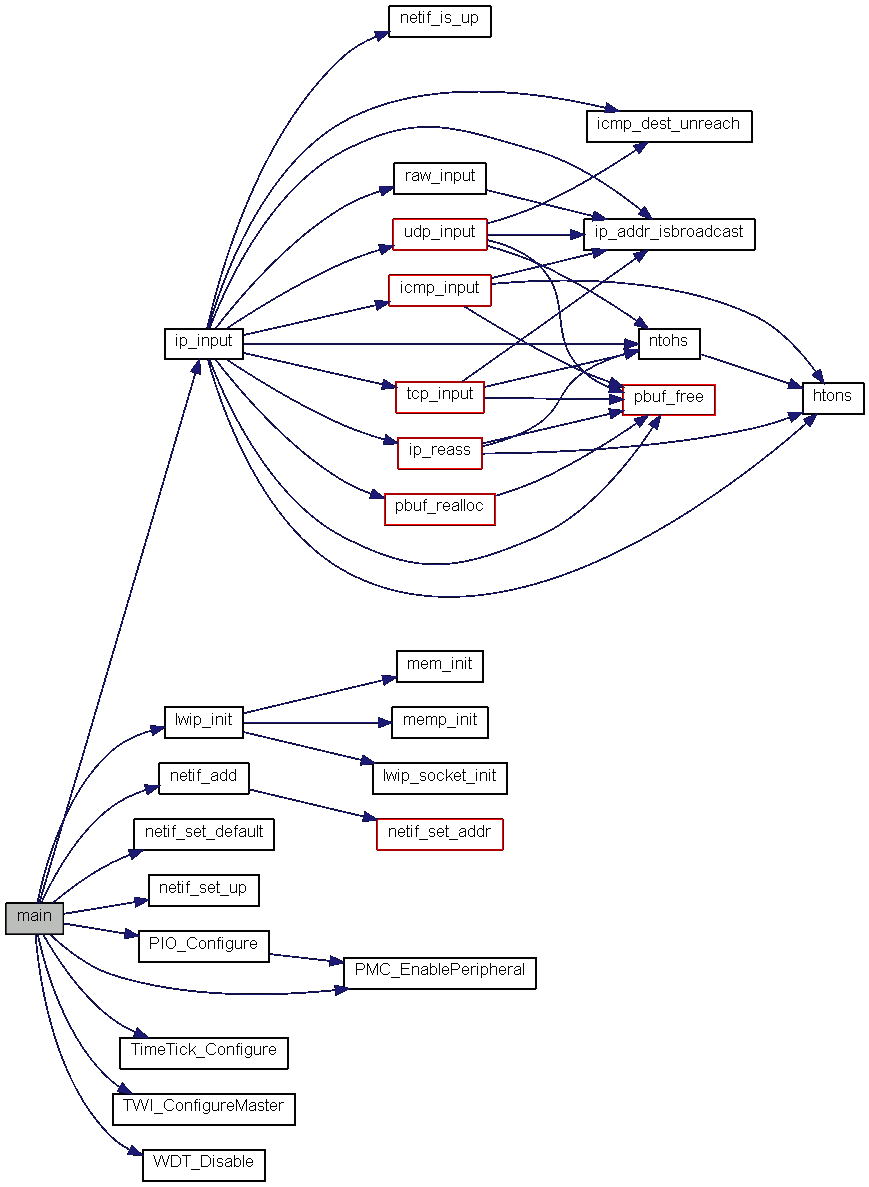 netif_is_up
icmp_dest_unreach
raw_input
udp_input
ip_addr_isbroadcast
icmp_input
ip_input
ntohs
tcp_input
pbuf_free
htons
ip_reass
pbuf_realloc
mem_init
lwip_init
memp_init
netif_add
lwip_socket_init
netif_set_default
netif_set_addr
netif_set_up
main
PIO_Configure
PMC_EnablePeripheral
TimeTick_Configure
TWI_ConfigureMaster
WDT_Disable